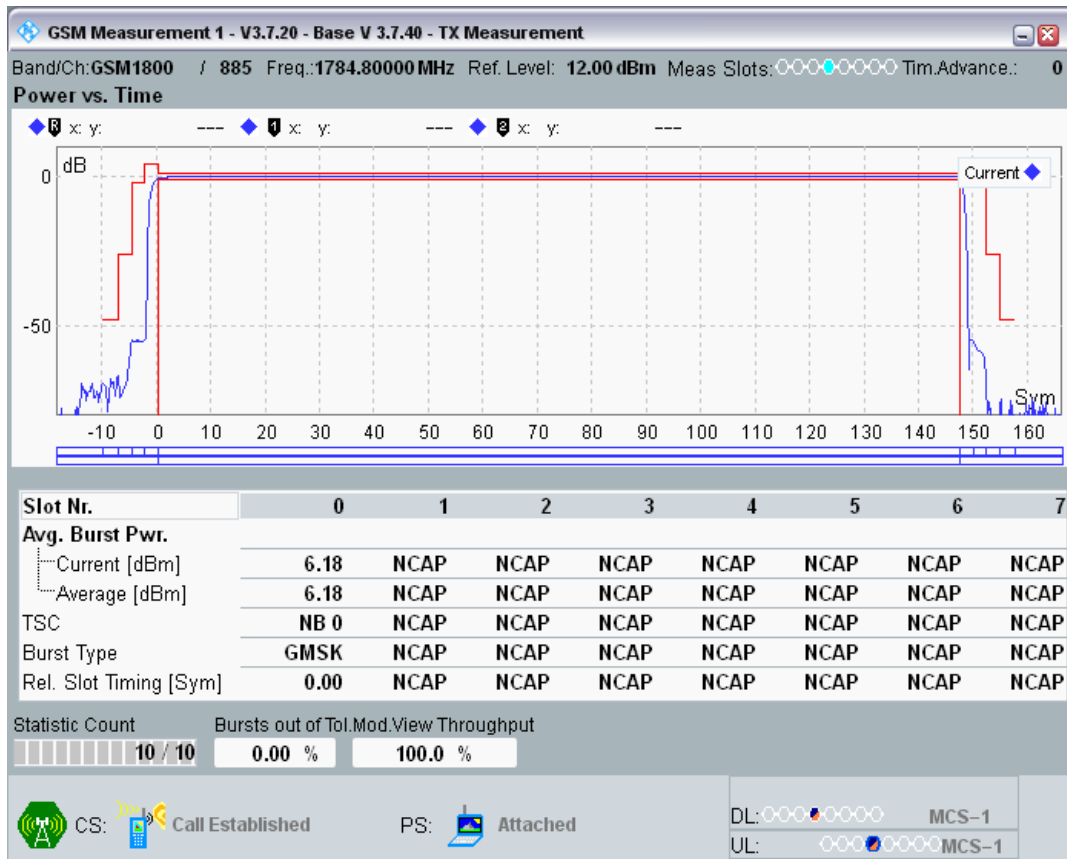 GSM Measurement 1 - V3.7.20 - Base V 3.7.40 - TX Measurement
Band/Ch:GSM1800 / 885 Freq.:1784.80000 MHz Ref. Level: 12.00 dBm Meas Slots: Tim.Advance.: 0
Power vs. Time
R x: y: --- 1 x: y: --- 2 x: y: ---
dB
Current
0
-50
Sym
-10 0 10 20 30 40 50 60 70 80 90 100 110 120 130 140 150 160
Slot Nr. 0 1 2 3 4 5 6 7
Avg. Burst Pwr.
Current [dBm] 6.18 NCAP NCAP NCAP NCAP NCAP NCAP NCAP
Average [dBm] 6.18 NCAP NCAP NCAP NCAP NCAP NCAP NCAP
TSC NB 0 NCAP NCAP NCAP NCAP NCAP NCAP NCAP
Burst Type GMSK NCAP NCAP NCAP NCAP NCAP NCAP NCAP
Rel. Slot Timing [Sym] 0.00 NCAP NCAP NCAP NCAP NCAP NCAP NCAP
Statistic Count Bursts out of Tol. Mod.View Throughput
10 / 10 0.00 % 100.0 %
CS: Call Established PS: Attached
DL: MCS-1
UL: MCS-1